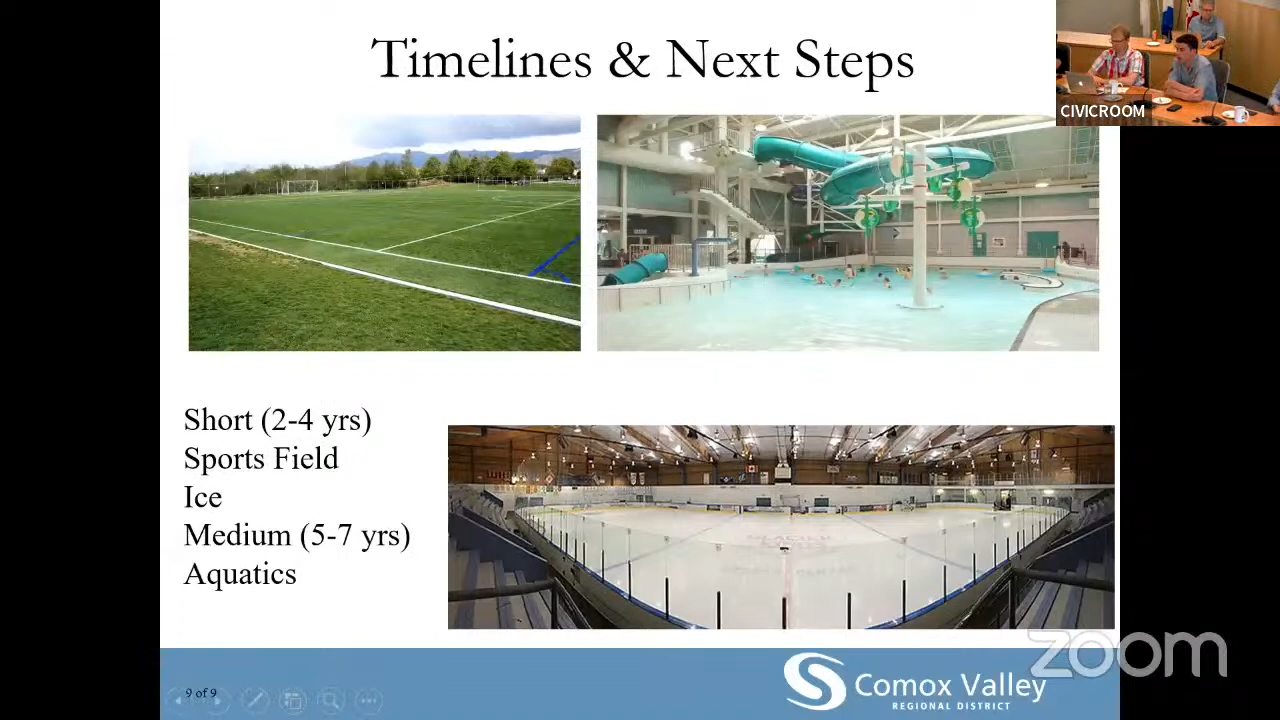 Timelines & Next Steps
CIVICROOM
Short (2-4 yrs)
Sports Field
Ice
Medium (5-7 yrs)
Aquatics
zoom
9 of 9
Comox Valley
REGIONAL DISTRICT